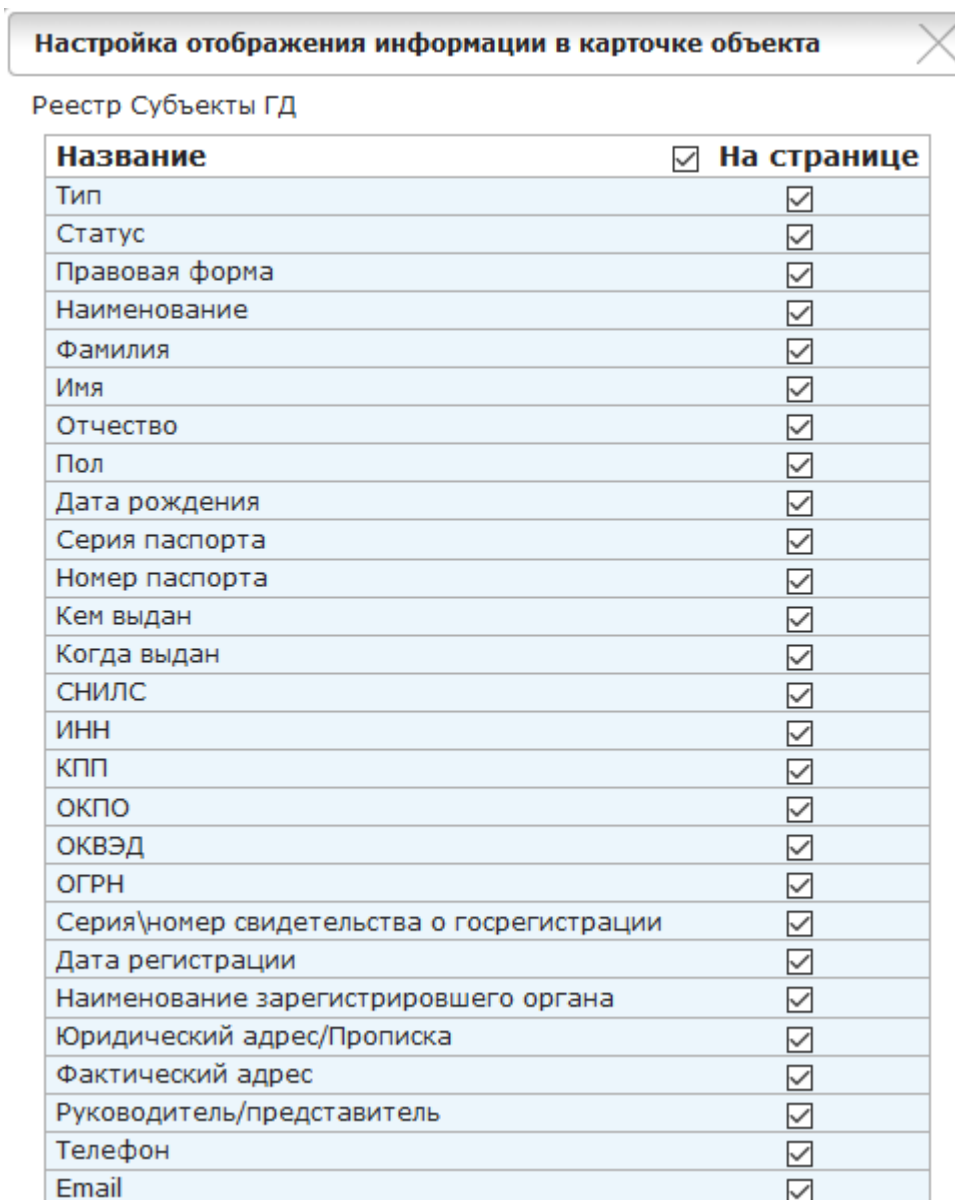 Настройка отображения информации в карточке объекта
Реестр Субъекты ГД
Название На странице
Тип
Статус
Правовая форма
Наименование
Фамилия
Имя
Отчество
Пол
Дата рождения
Серия паспорта
Номер паспорта
Кем выдан
Когда выдан
СНИЛС
ИНН
КПП
ОКПО
ОКВЭД
ОГРН
Серия\номер свидетельства о госрегистрации
Дата регистрации
Наименование зарегистрировшего органа
Юридический адрес/Прописка
Фактический адрес
Руководитель/представитель
Телефон
Email